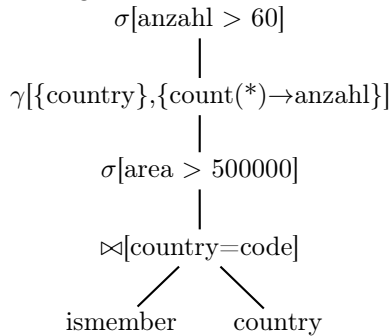 σ[anzahl > 60]
γ[{country},{count(*)→anzahl}]
σ[area > 500000]
⋈[country=code]
ismember country